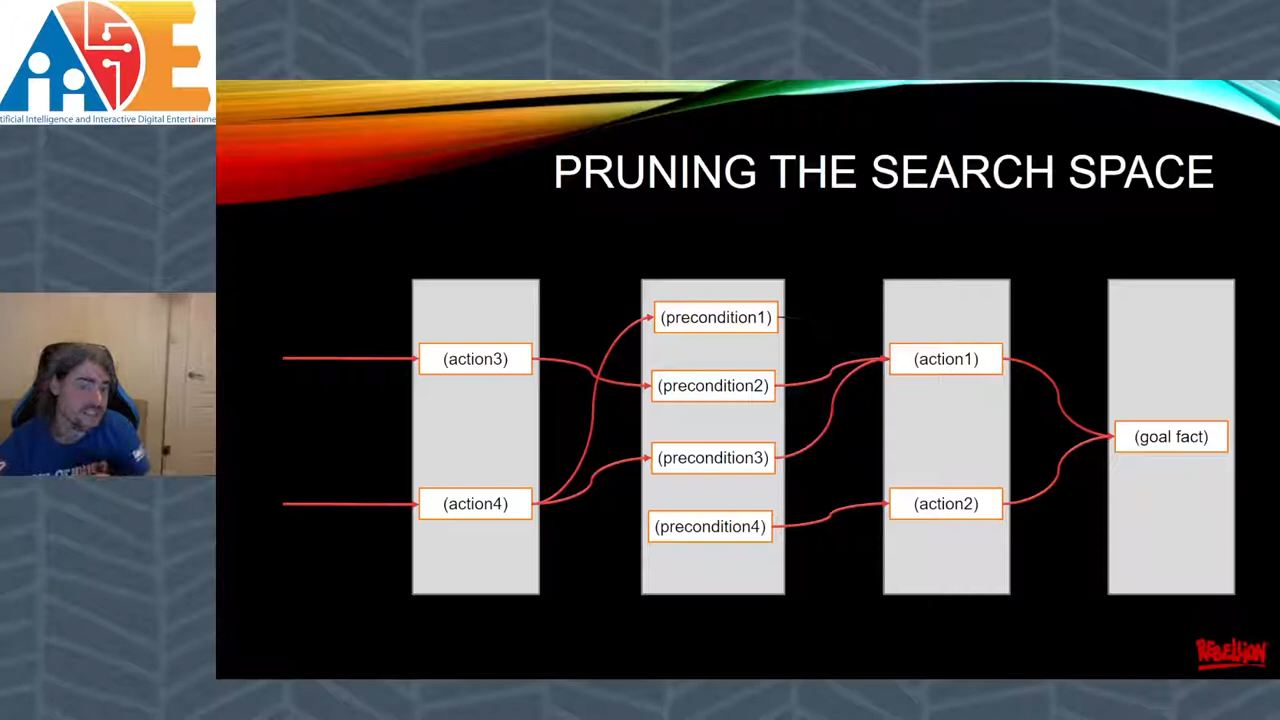 AIIDE
tificial Intelligence and Interactive Digital Entertainme
PRUNING THE SEARCH SPACE
(precondition1)
(action3)
(precondition2)
(action1)
(goal fact)
(precondition3)
(action4)
(precondition4)
(action2)
REBELLION